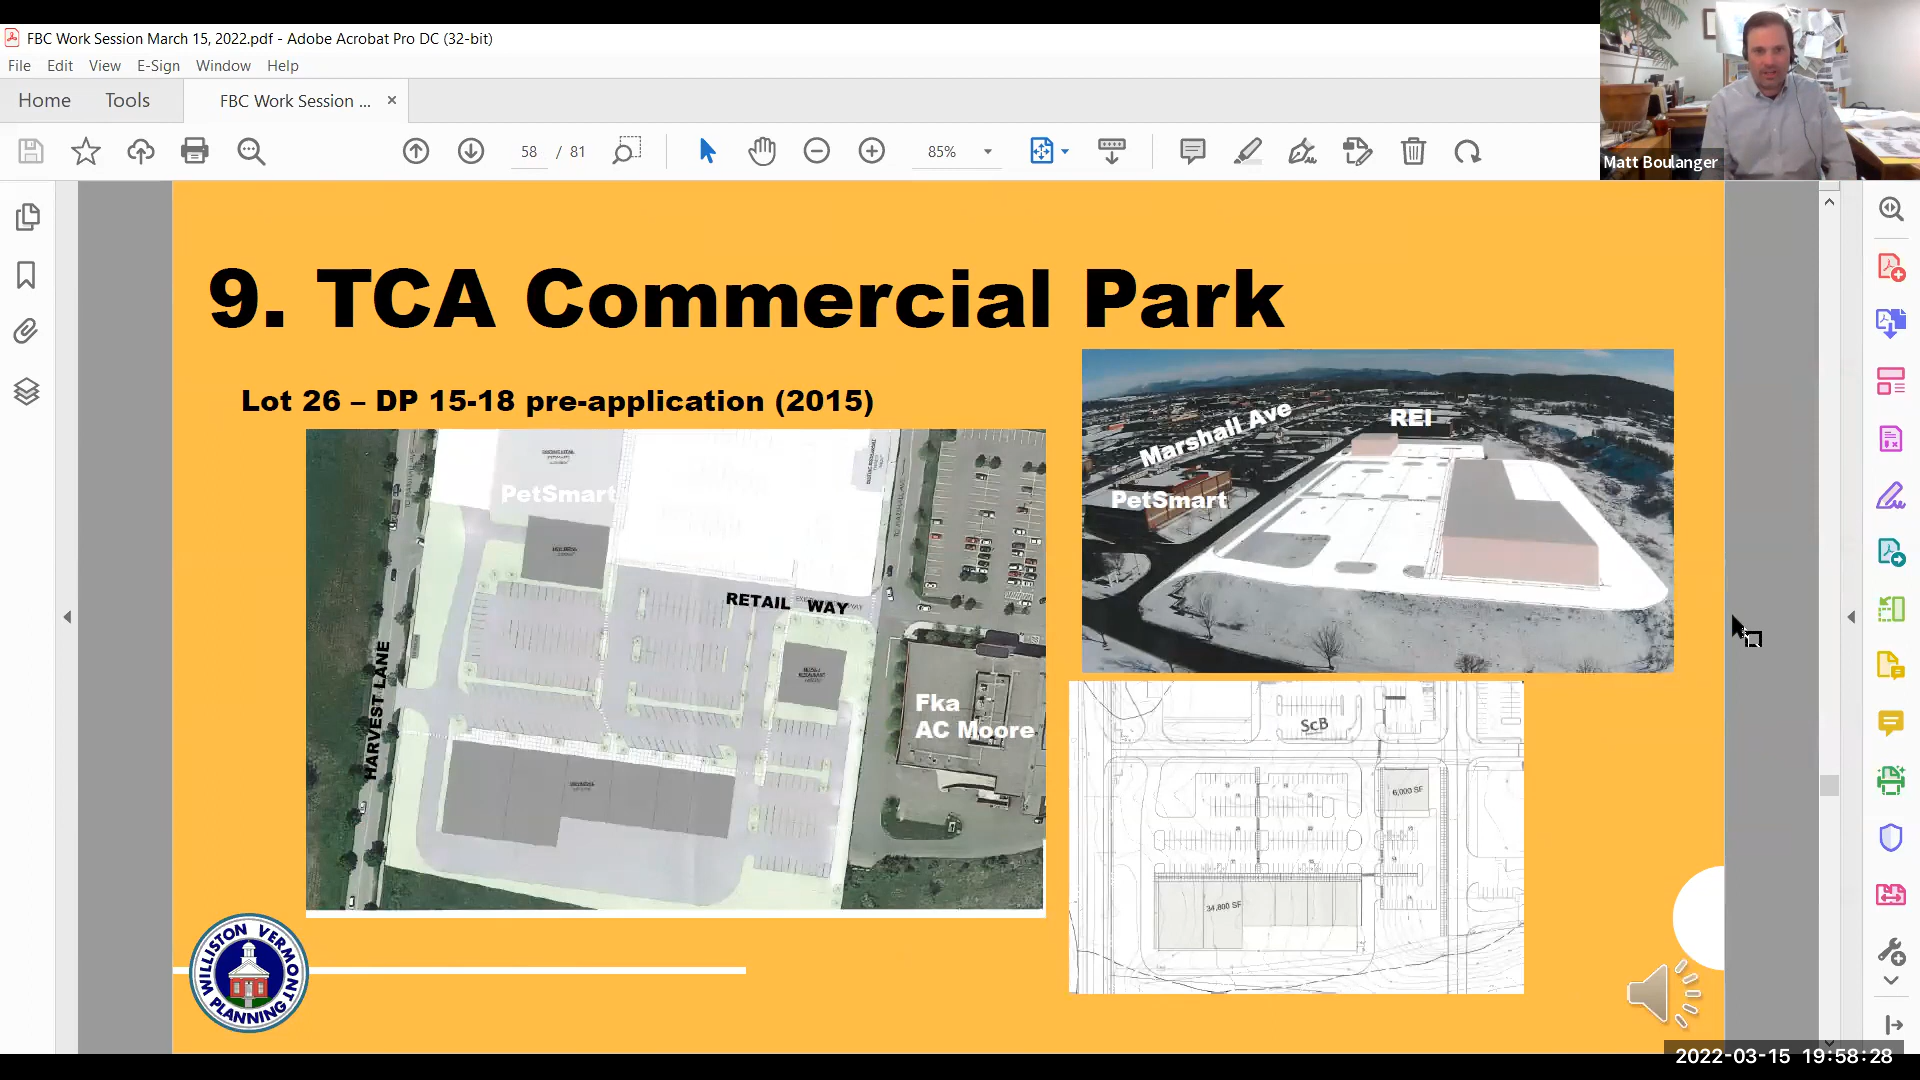 FBC Work Session March 15, 2022.pdf - Adobe Acrobat Pro DC (32-bit)
File Edit View E-Sign Window Help
Home Tools FBC Work Session ... ×
58 / 81 85%
Matt Boulanger
9. TCA Commercial Park
Lot 26 – DP 15-18 pre-application (2015)
PetSmart
RETAIL WAY
HARVEST LANE
Fka
AC Moore
Marshall Ave
REI
PetSmart
ScB
6,000 SF
34,800 SF
WILLISTON VERMONT
PLANNING
2022-03-15 19:58:28